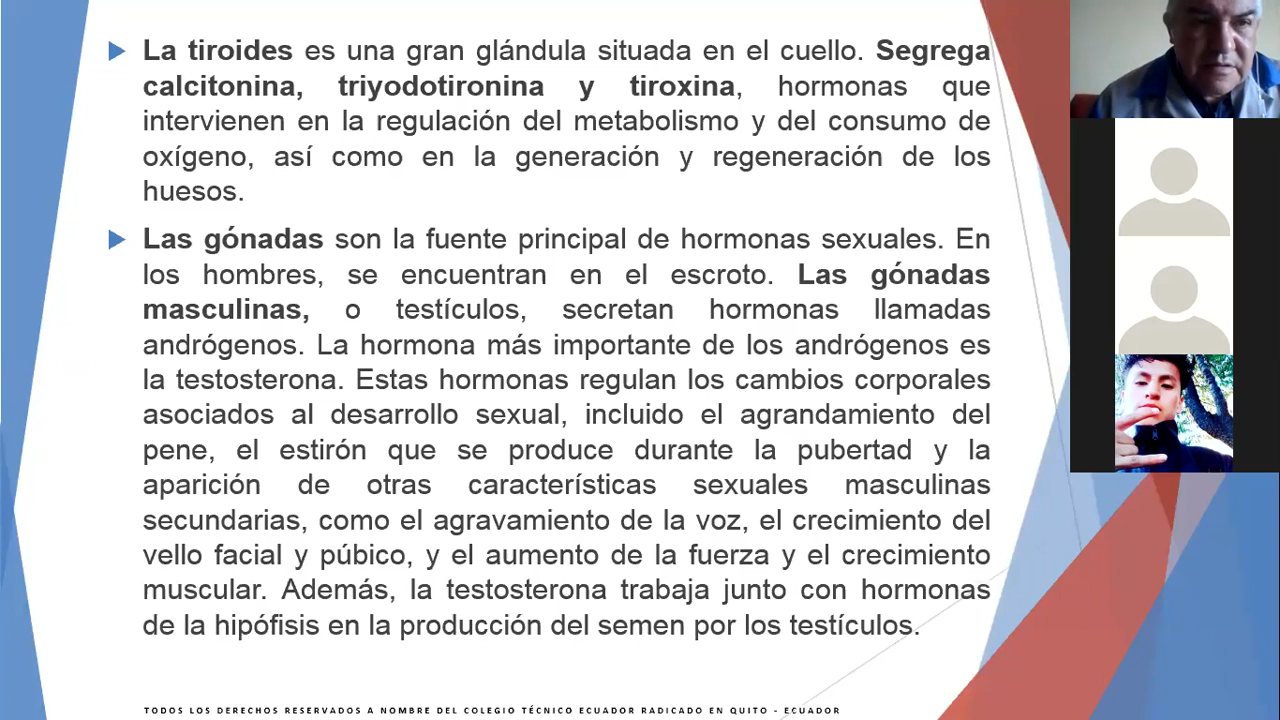 La tiroides es una gran glándula situada en el cuello. Segrega
calcitonina, triyodotironina y tiroxina, hormonas que
intervienen en la regulación del metabolismo y del consumo de
oxígeno, así como en la generación y regeneración de los
huesos.
Las gónadas son la fuente principal de hormonas sexuales. En
los hombres, se encuentran en el escroto. Las gónadas
masculinas, o testículos, secretan hormonas llamadas
andrógenos. La hormona más importante de los andrógenos es
la testosterona. Estas hormonas regulan los cambios corporales
asociados al desarrollo sexual, incluido el agrandamiento del
pene, el estirón que se produce durante la pubertad y la
aparición de otras características sexuales masculinas
secundarias, como el agravamiento de la voz, el crecimiento del
vello facial y púbico, y el aumento de la fuerza y el crecimiento
muscular. Además, la testosterona trabaja junto con hormonas
de la hipófisis en la producción del semen por los testículos.
TODOS LOS DERECHOS RESERVADOS A NOMBRE DEL COLEGIO TÉCNICO ECUADOR RADICADO EN QUITO - ECUADOR